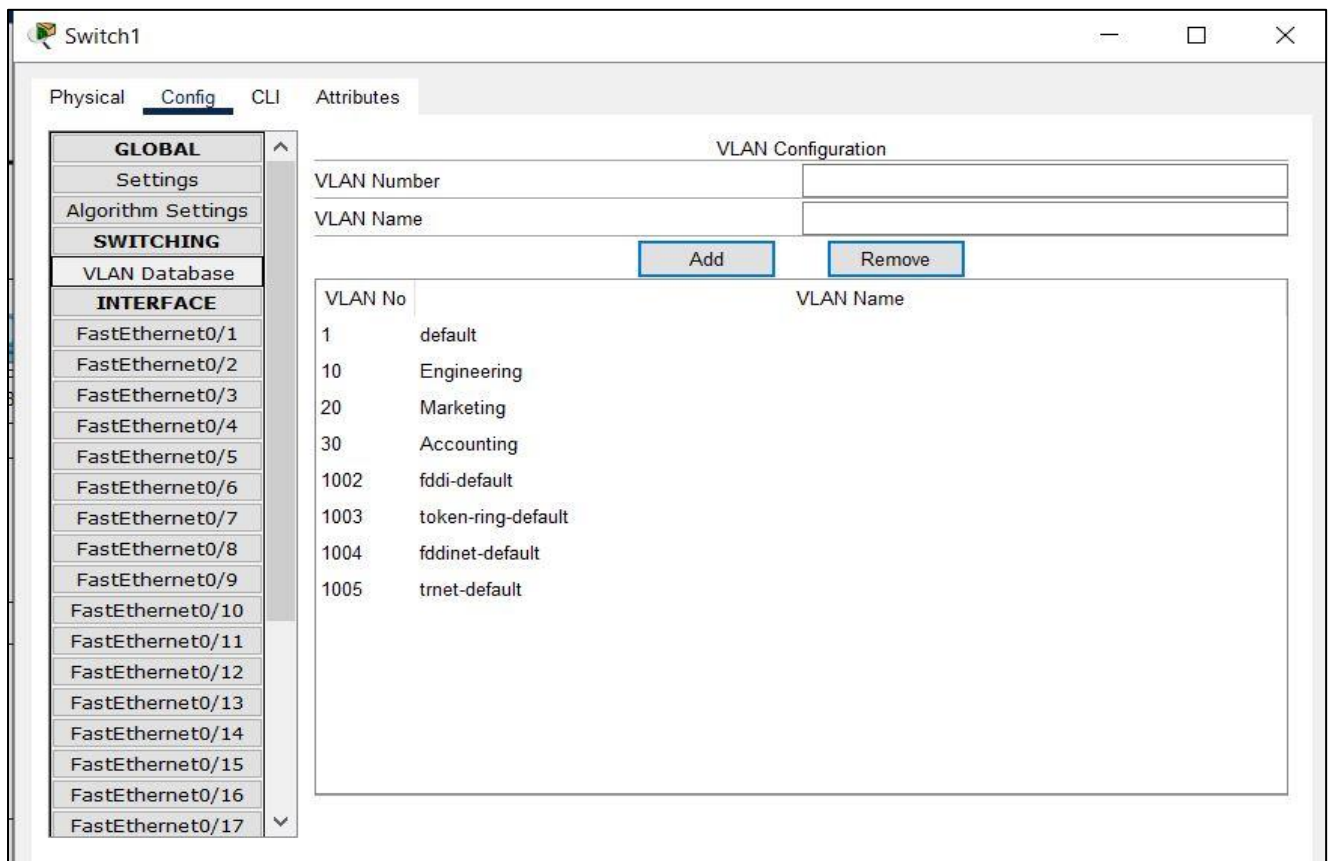 Switch1
Physical Config CLI Attributes
GLOBAL
Settings
Algorithm Settings
SWITCHING
VLAN Database
INTERFACE
FastEthernet0/1
FastEthernet0/2
FastEthernet0/3
FastEthernet0/4
FastEthernet0/5
FastEthernet0/6
FastEthernet0/7
FastEthernet0/8
FastEthernet0/9
FastEthernet0/10
FastEthernet0/11
FastEthernet0/12
FastEthernet0/13
FastEthernet0/14
FastEthernet0/15
FastEthernet0/16
FastEthernet0/17
VLAN Configuration
VLAN Number
VLAN Name
Add Remove
VLAN No VLAN Name
1 default
10 Engineering
20 Marketing
30 Accounting
1002 fddi-default
1003 token-ring-default
1004 fddinet-default
1005 trnet-default